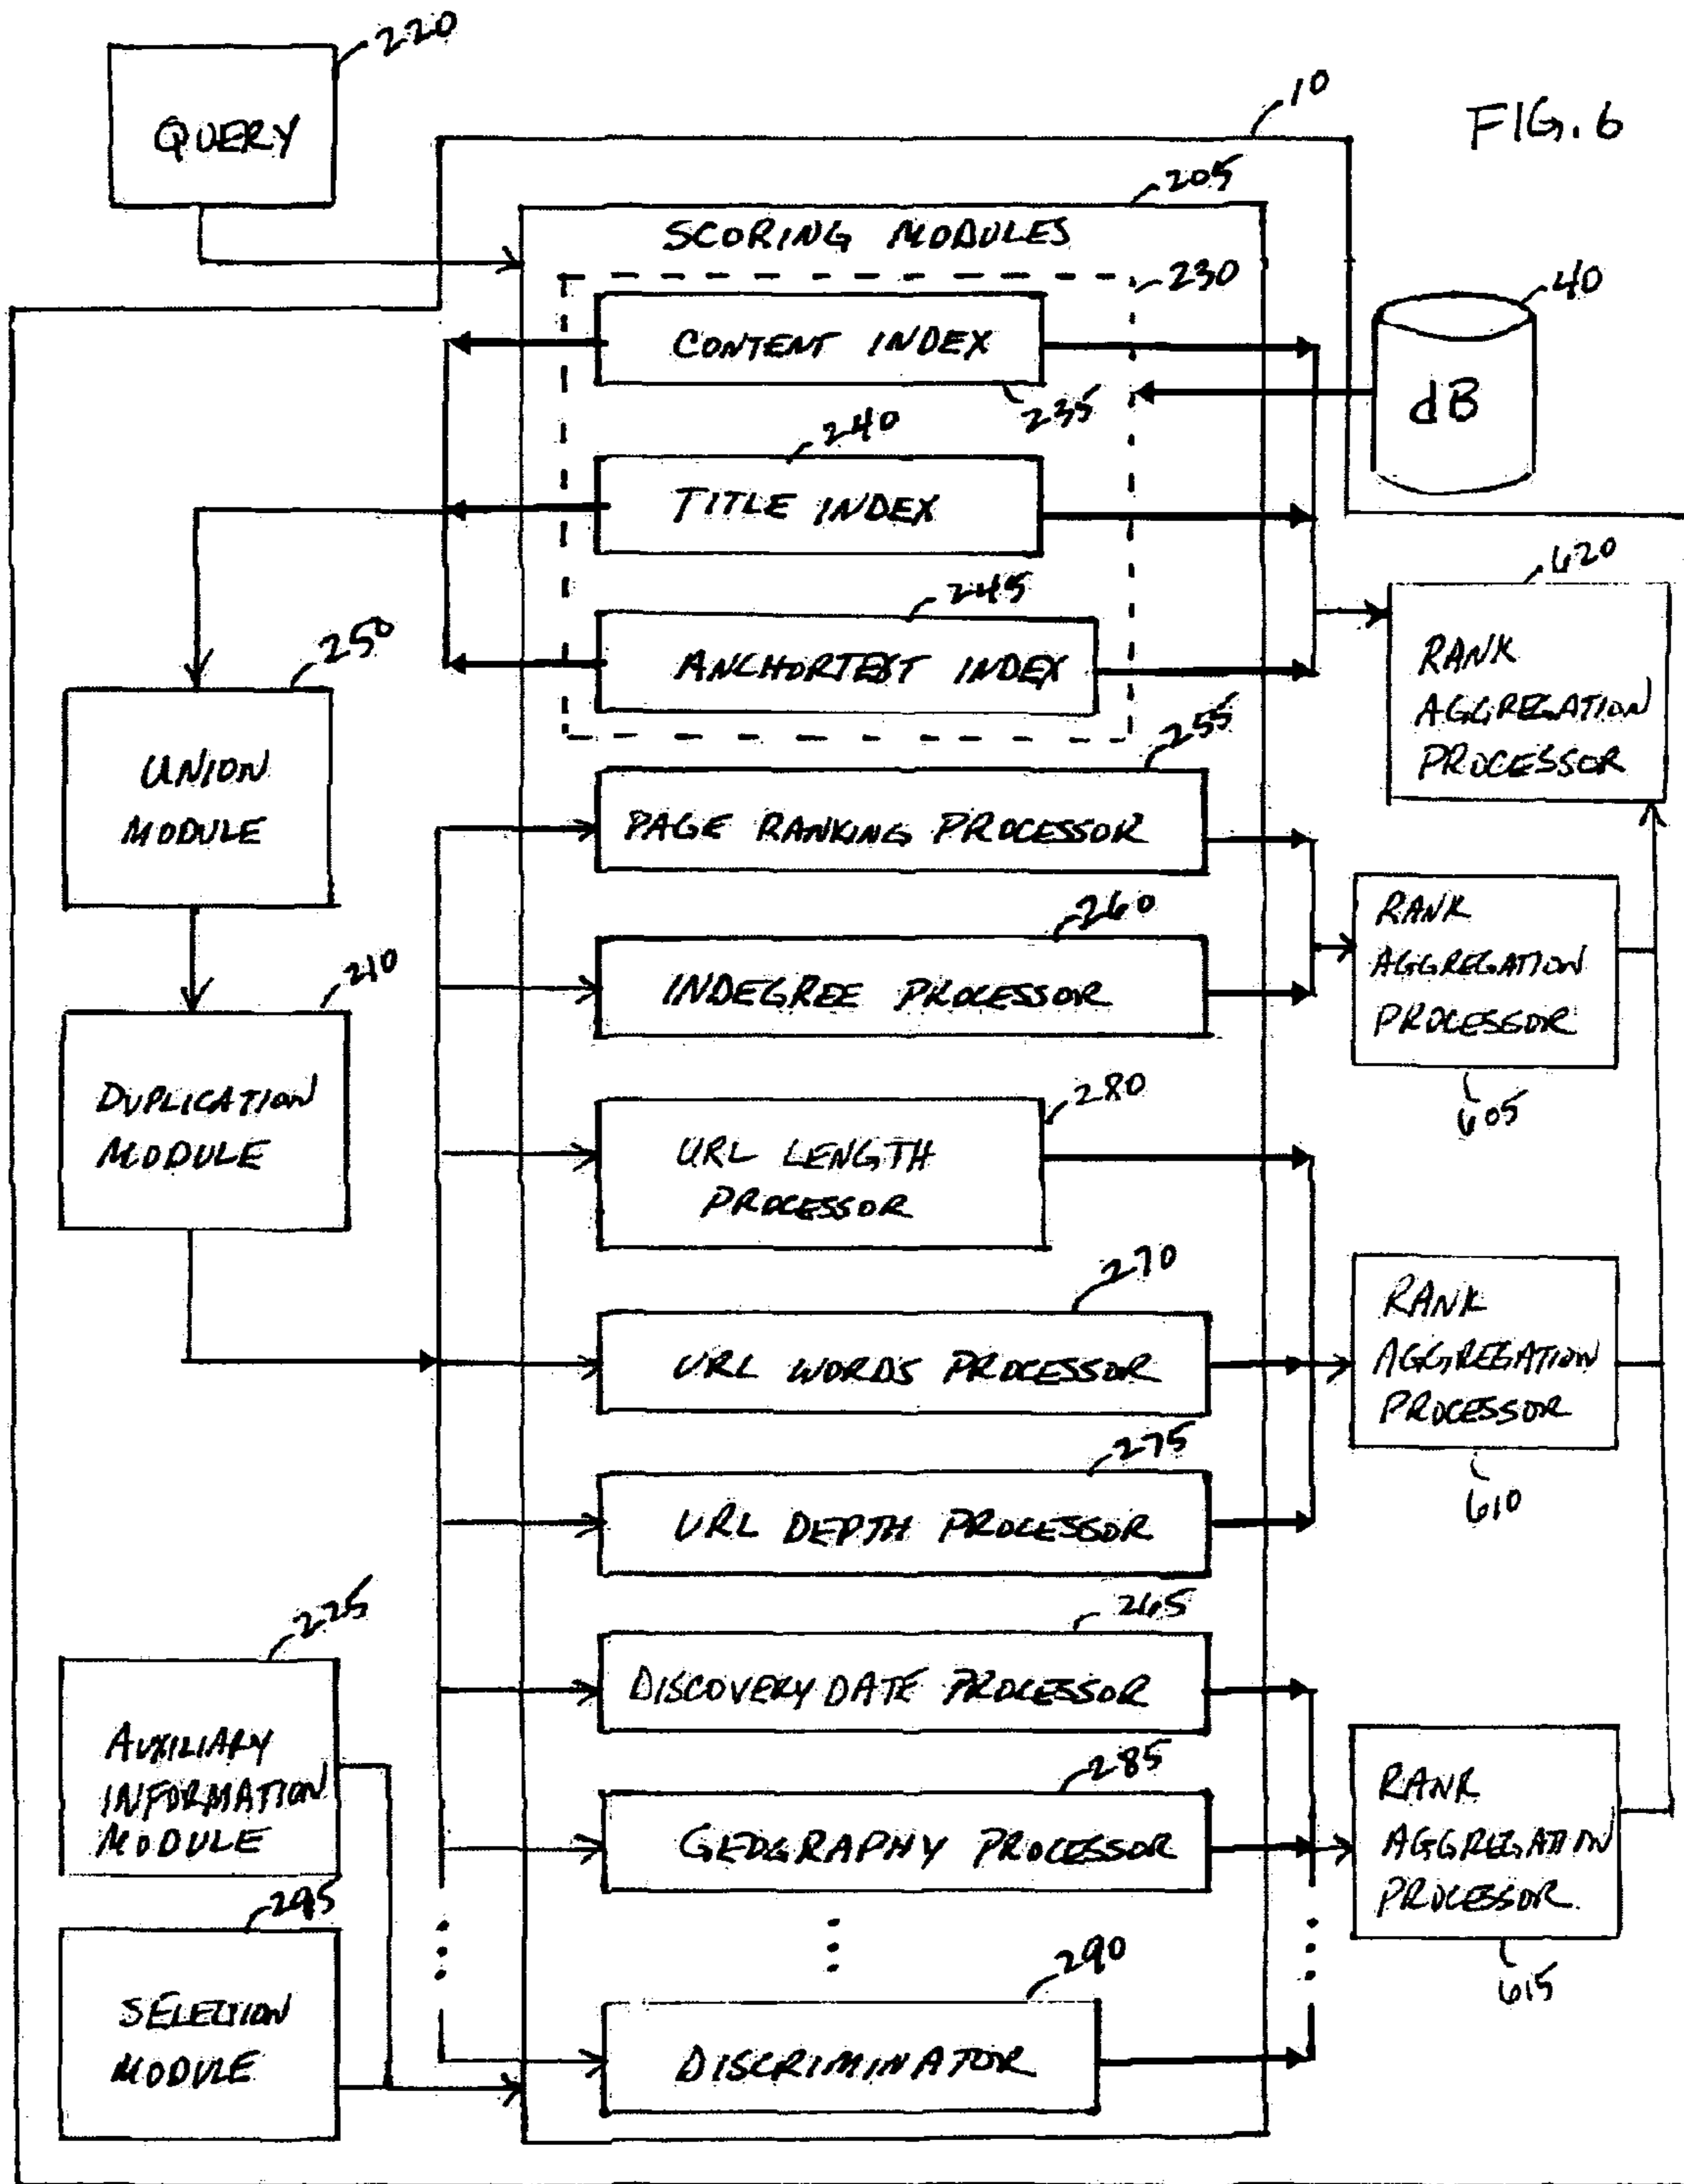 220
QUERY
10
FIG. 6
205
SCORING MODULES
230
CONTENT INDEX
235
40
dB
240
TITLE INDEX
245
ANCHORTEXT INDEX
620
RANK
AGGREGATION
PROCESSOR
250
UNION
MODULE
255
PAGE RANKING PROCESSOR
260
INDEGREE PROCESSOR
RANK
AGGREGATION
PROCESSOR
605
210
DUPLICATION
MODULE
280
URL LENGTH
PROCESSOR
270
URL WORDS PROCESSOR
RANK
AGGREGATION
PROCESSOR
610
275
URL DEPTH PROCESSOR
265
DISCOVERY DATE PROCESSOR
225
AUXILIARY
INFORMATION
MODULE
285
GEOGRAPHY PROCESSOR
RANK
AGGREGATION
PROCESSOR
615
295
SELECTION
MODULE
290
DISCRIMINATOR